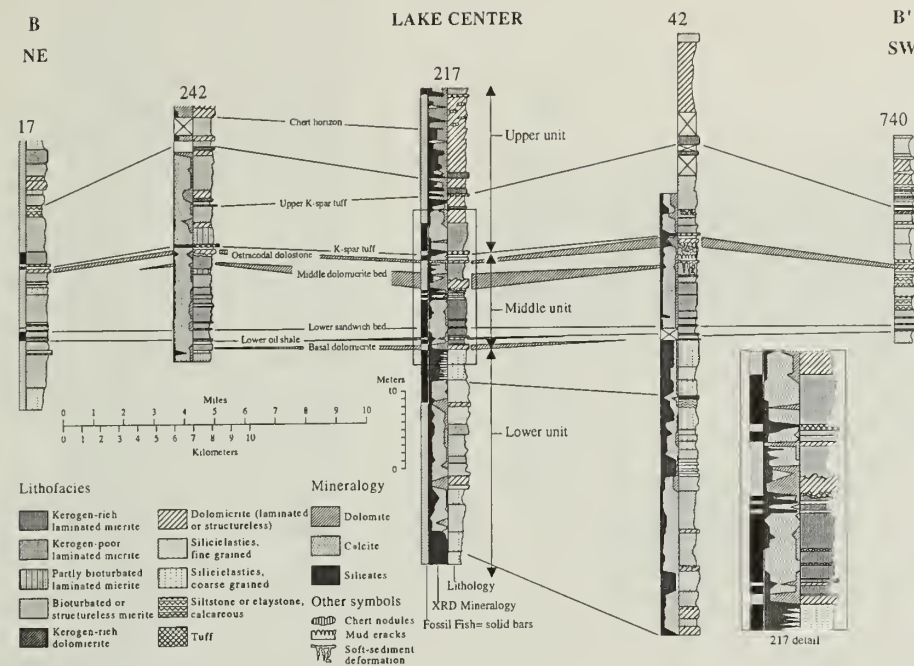 B
LAKE CENTER
42
B'
NE
SW
242
217
740
17
Chert horizon
Upper unit
Upper K-spar tuff
K-spar tuff
Ostracodal dolostone
Middle dolomicrite bed
Middle unit
Lower sandwich bed
Lower oil shale
Basal dolomicrite
Meters
10
0
Lower unit
Miles
0 1 2 3 4 5 6 7 8 9 10
0 1 2 3 4 5 6 7 8 9 10
Kilometers
Lithofacies
Kerogen-rich
laminated micrite
Kerogen-poor
laminated micrite
Partly bioturbated
laminated micrite
Bioturbated or
structureless micrite
Kerogen-rich
dolomicrite
Dolomicrite (laminated
or structureless)
Siliciclastics,
fine grained
Siliciclastics,
coarse grained
Siltstone or claystone,
calcareous
Tuff
Mineralogy
Dolomite
Calcite
Silicates
Other symbols
Chert nodules
Mud cracks
Soft-sediment
deformation
Lithology
XRD Mineralogy
Fossil Fish= solid bars
217 detail